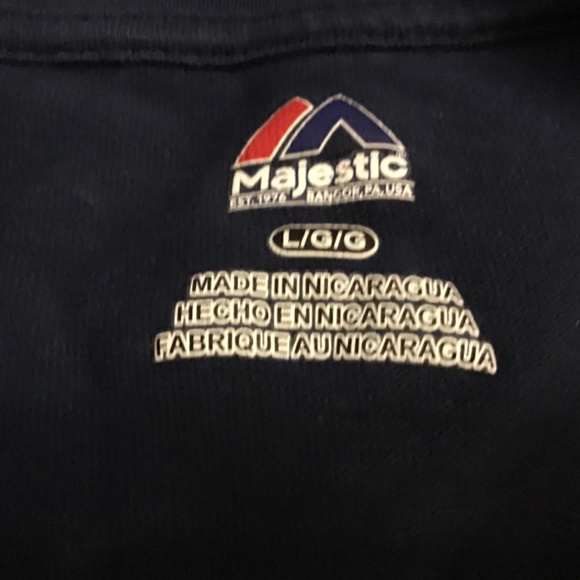 Majestic
EST. 1976 BANGOR, PA, USA
L/G/G
MADE IN NICARAGUA
HECHO EN NICARAGUA
FABRIQUE AU NICARAGUA